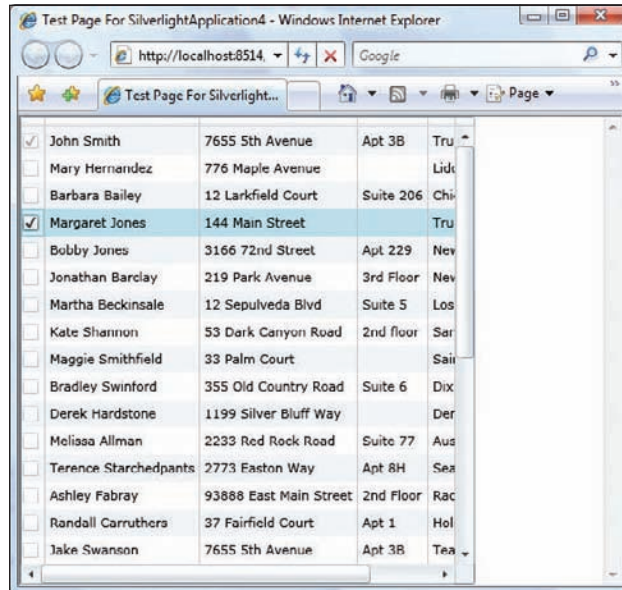 Test Page For SilverlightApplication4 - Windows Internet Explorer
http://localhost:8514, Google
Test Page For Silverlight... Page
John Smith 7655 5th Avenue Apt 3B Tru
Mary Hernandez 776 Maple Avenue Lid
Barbara Bailey 12 Larkfield Court Suite 206 Chi
Margaret Jones 144 Main Street Tru
Bobby Jones 3166 72nd Street Apt 229 New
Jonathan Barclay 219 Park Avenue 3rd Floor New
Martha Beckinsale 12 Sepulveda Blvd Suite 5 Los
Kate Shannon 53 Dark Canyon Road 2nd floor Sar
Maggie Smithfield 33 Palm Court Sain
Bradley Swinford 355 Old Country Road Suite 6 Dix
Derek Hardstone 1199 Silver Bluff Way Der
Melissa Allman 2233 Red Rock Road Suite 77 Aus
Terence Starchedpants 2773 Easton Way Apt 8H Sea
Ashley Fabray 93888 East Main Street 2nd Floor Rac
Randall Carruthers 37 Fairfield Court Apt 1 Hol
Jake Swanson 7655 5th Avenue Apt 3B Tea